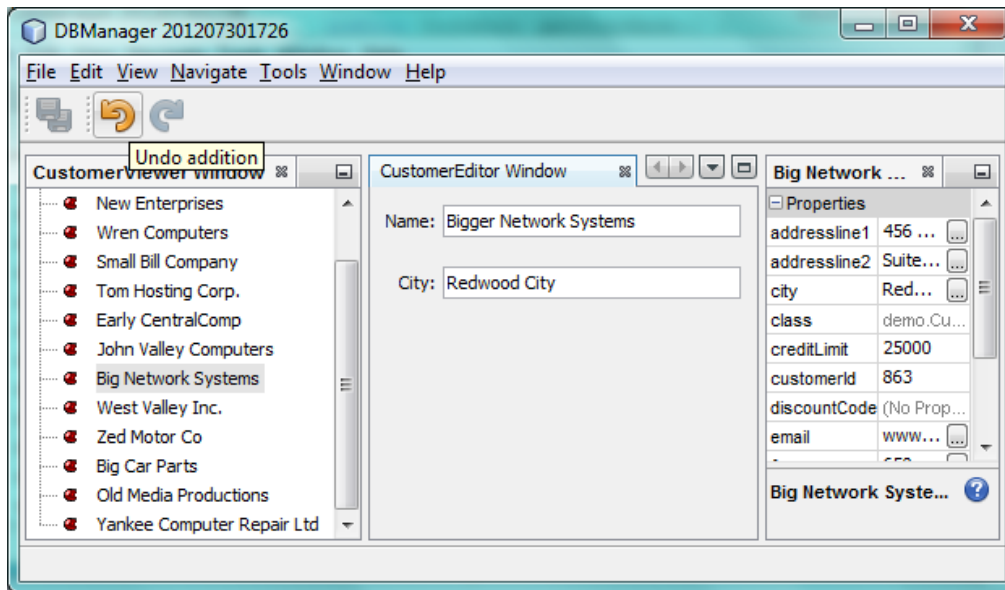 DBManager 201207301726
File Edit View Navigate Tools Window Help
Undo addition
CustomerViewer Window
New Enterprises
Wren Computers
Small Bill Company
Tom Hosting Corp.
Early CentralComp
John Valley Computers
Big Network Systems
West Valley Inc.
Zed Motor Co
Big Car Parts
Old Media Productions
Yankee Computer Repair Ltd
CustomerEditor Window
Name: Bigger Network Systems
City: Redwood City
Big Network ...
Properties
addressline1 456 ... ...
addressline2 Suite... ...
city Red... ...
class demo.Cu...
creditLimit 25000
customerId 863
discountCode (No Prop...
email www... ...
Big Network Syste... ?